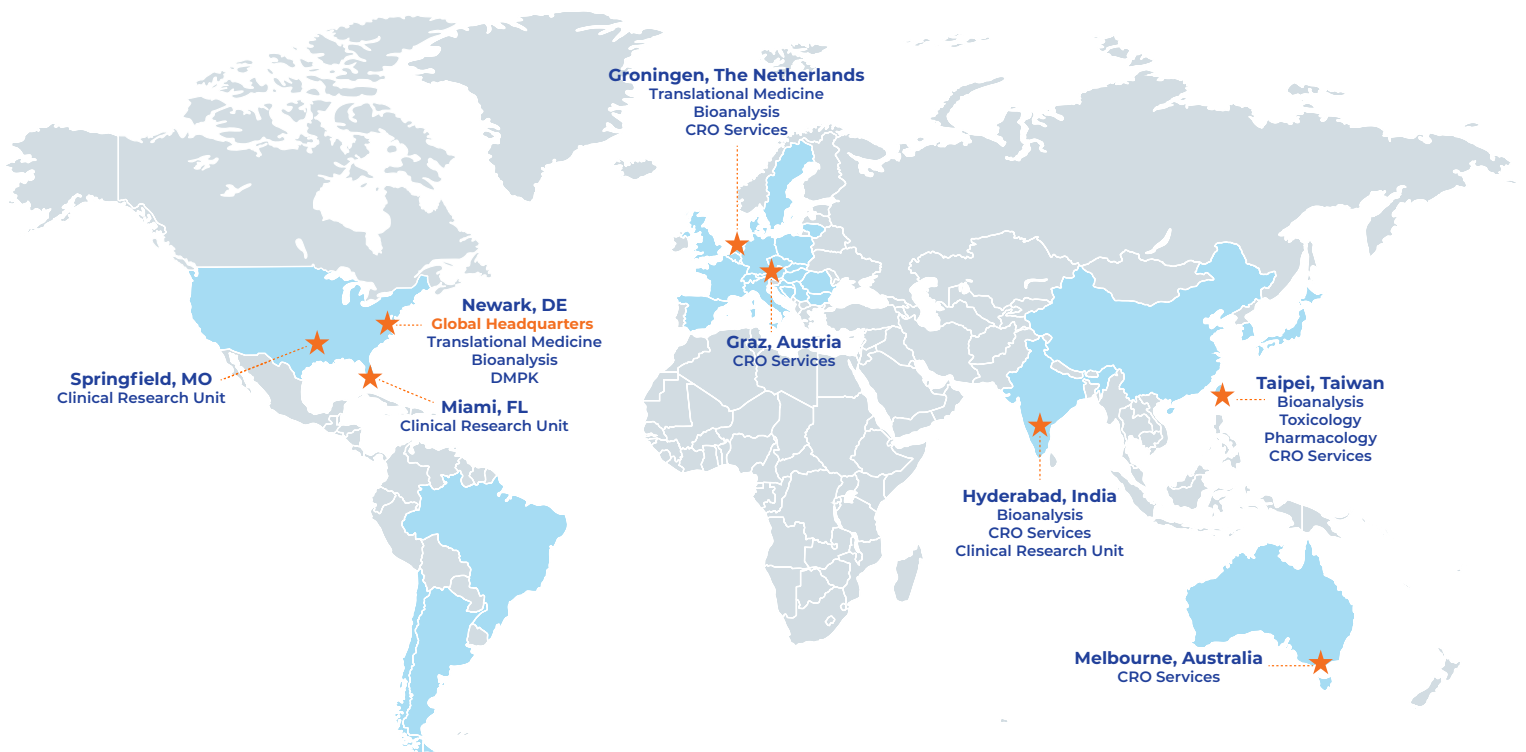 Groningen, The Netherlands
Translational Medicine
Bioanalysis
CRO Services
Newark, DE
Global Headquarters
Translational Medicine
Bioanalysis
DMPK
Springfield, MO
Clinical Research Unit
Miami, FL
Clinical Research Unit
Graz, Austria
CRO Services
Taipei, Taiwan
Bioanalysis
Toxicology
Pharmacology
CRO Services
Hyderabad, India
Bioanalysis
CRO Services
Clinical Research Unit
Melbourne, Australia
CRO Services